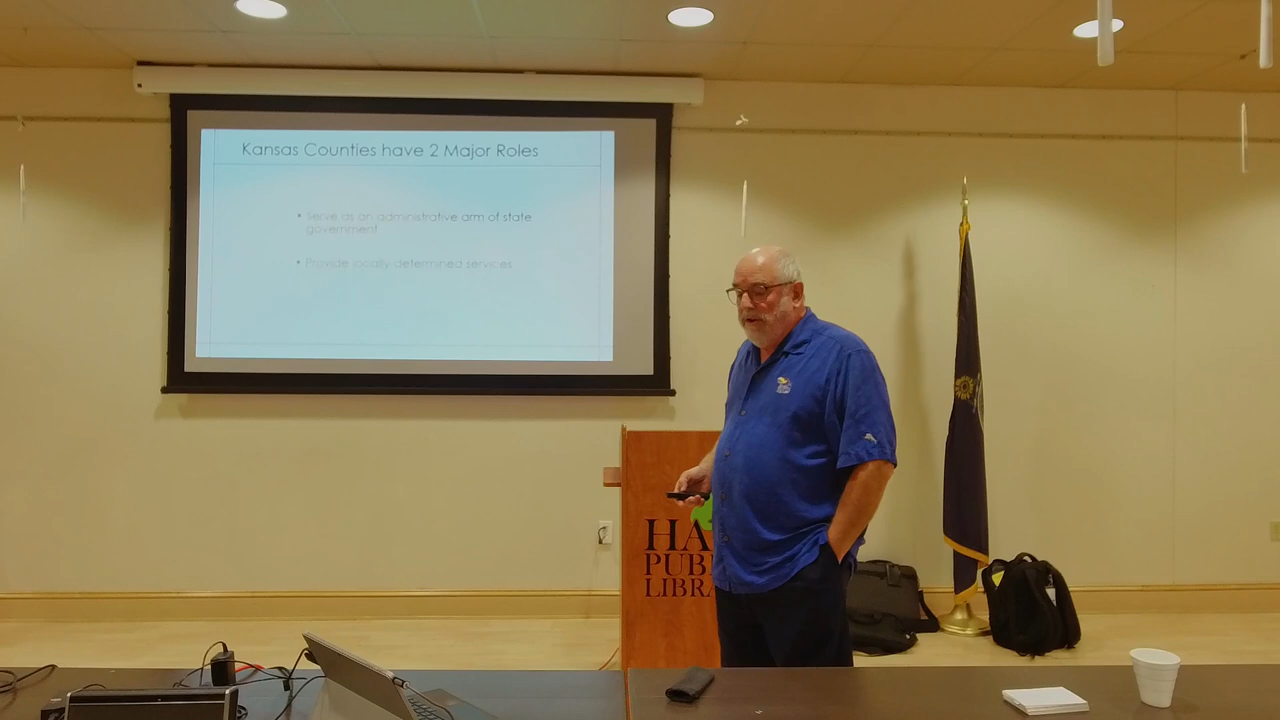 Kansas Counties have 2 Major Roles
• Serve as an administrative arm of state
government
• Provide locally-determined services
HA
PUB
LIBRA